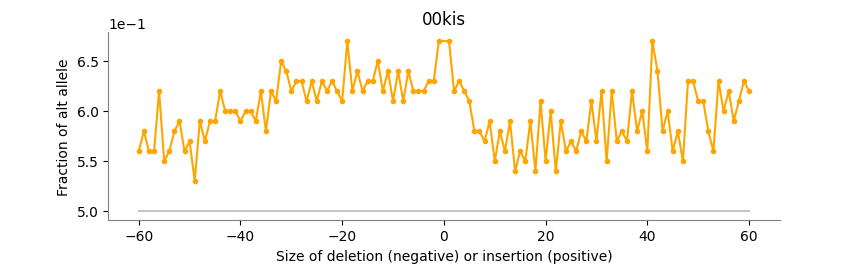 00kis
1e−1
Fraction of alt allele
6.5
6.0
5.5
5.0
−60 −40 −20 0 20 40 60
Size of deletion (negative) or insertion (positive)